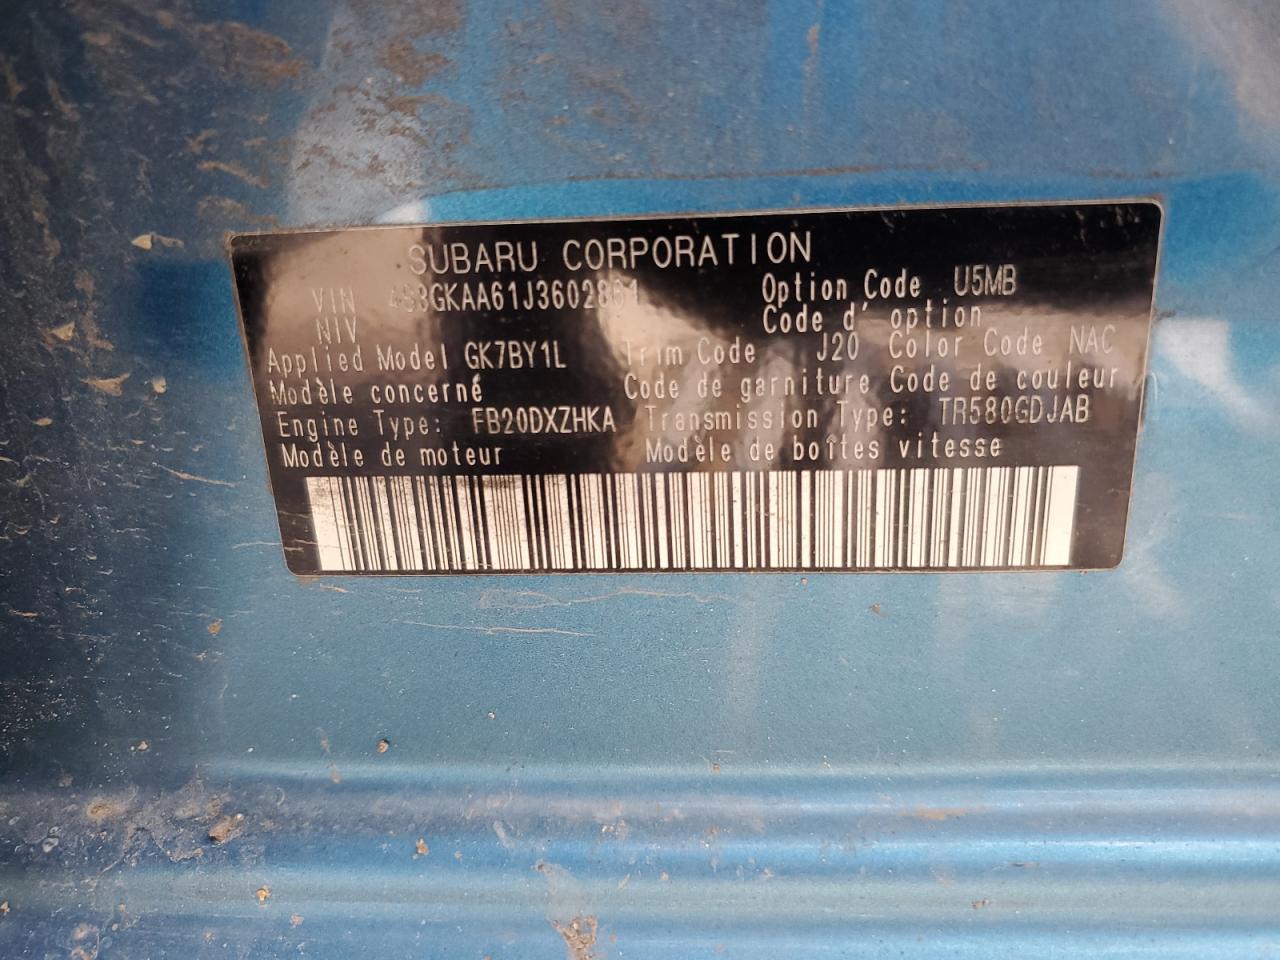 SUBARU CORPORATION
VIN 4S3GKAA61J3602861 Option Code U5MB
NIV Code d'option
Applied Model GK7BY1L Trim Code J20 Color Code NAC
Modèle concerné Code de garniture Code de couleur
Engine Type: FB20DXZHKA Transmission Type: TR580GDJAB
Modèle de moteur Modèle de boîtes vitesse